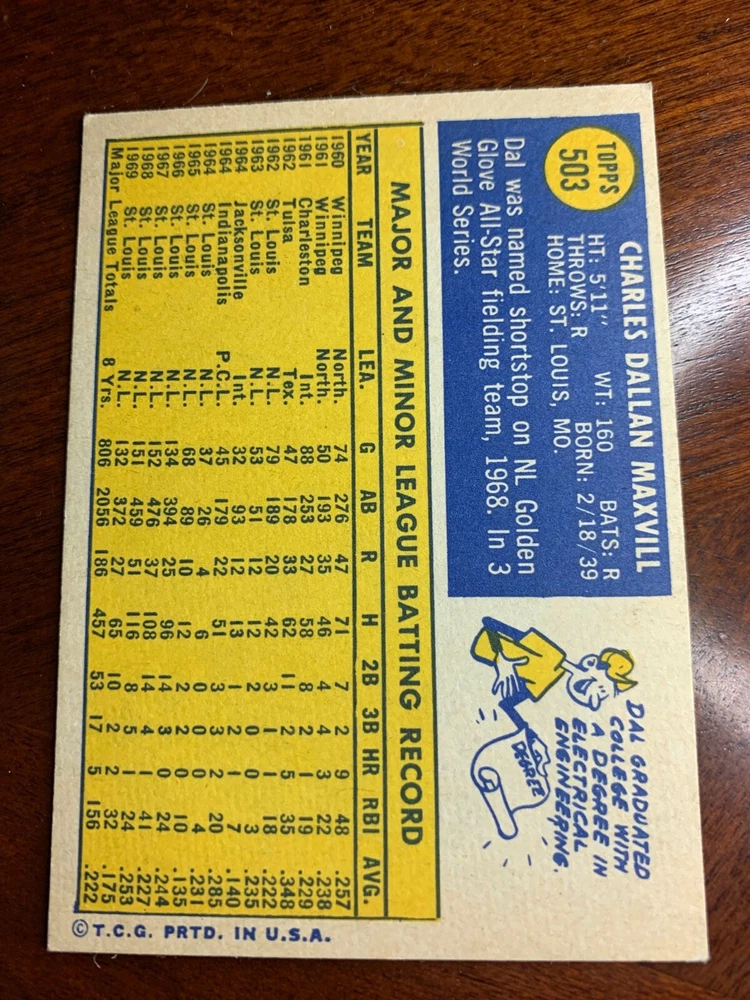 TOPPS
503
CHARLES DALLAN MAXVILL
HT: 5'11" WT: 160 BATS: R
THROWS: R BORN: 2/18/39
HOME: ST. LOUIS, MO.
Dal was named shortstop on NL Golden
Glove All-Star fielding team, 1968. In 3
World Series.
DAL GRADUATED
COLLEGE WITH
A DEGREE IN
ELECTRICAL
ENGINEERING.
DEGREE
MAJOR AND MINOR LEAGUE BATTING RECORD
YEAR TEAM LEA. G AB R H 2B 3B HR RBI AVG.
1960 Winnipeg North. 74 276 47 71 7 2 9 48 .257
1961 Winnipeg North. 50 193 35 46 4 4 3 22 .238
1961 Charleston Int. 88 253 27 58 8 2 1 19 .229
1962 Tulsa Tex. 47 178 33 62 11 2 5 35 .348
1962 St. Louis N.L. 79 189 20 42 3 1 1 18 .222
1963 St. Louis N.L. 53 51 12 12 2 0 0 3 .235
1964 Jacksonville Int. 32 93 12 13 1 2 1 7 .140
1964 Indianapolis P.C.L. 45 179 22 51 3 3 2 20 .285
1964 St. Louis N.L. 37 26 4 6 0 0 0 4 .231
1965 St. Louis N.L. 68 89 10 12 2 2 0 10 .135
1966 St. Louis N.L. 134 394 25 96 14 3 0 24 .244
1967 St. Louis N.L. 152 476 37 108 14 4 1 41 .227
1968 St. Louis N.L. 151 459 51 116 8 5 1 24 .253
1969 St. Louis N.L. 132 372 27 65 10 2 2 32 .175
Major League Totals 8 Yrs. 806 2056 186 457 53 17 5 156 .222
© T.C.G. PRTD. IN U.S.A.